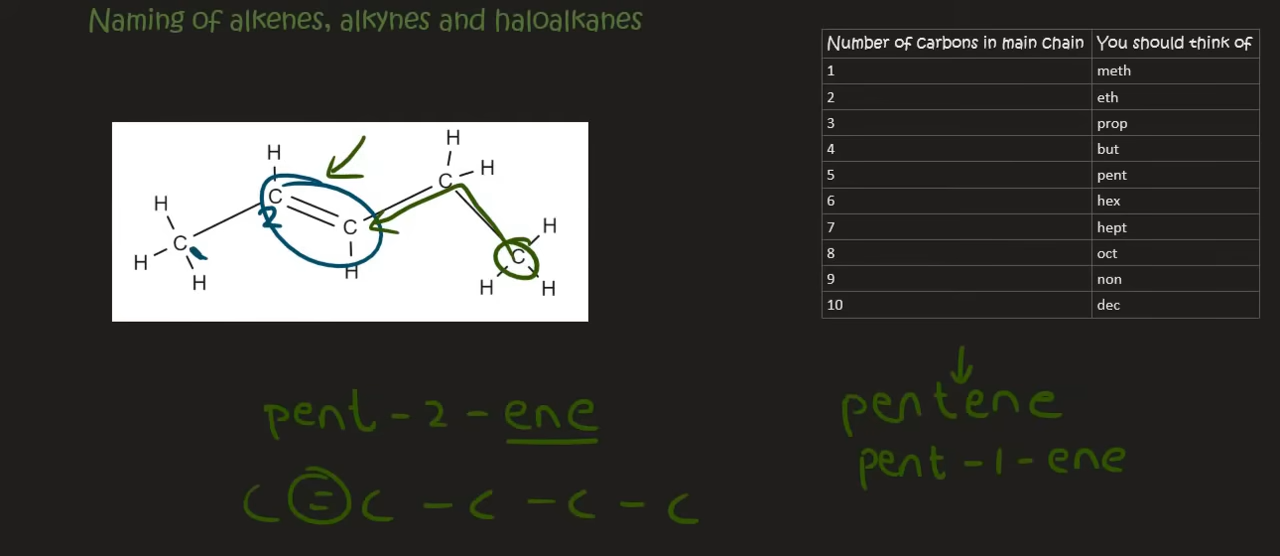 Naming of alkenes, alkynes and haloalkanes
Number of carbons in main chain You should think of
1 meth
2 eth
3 prop
4 but
5 pent
6 hex
7 hept
8 oct
9 non
10 dec
H
H
H
H
C
H
C
2
C
H
C
H
C
H
H
H
H
pent - 2 - ene
C = C - C - C - C
pentene
pent - 1 - ene